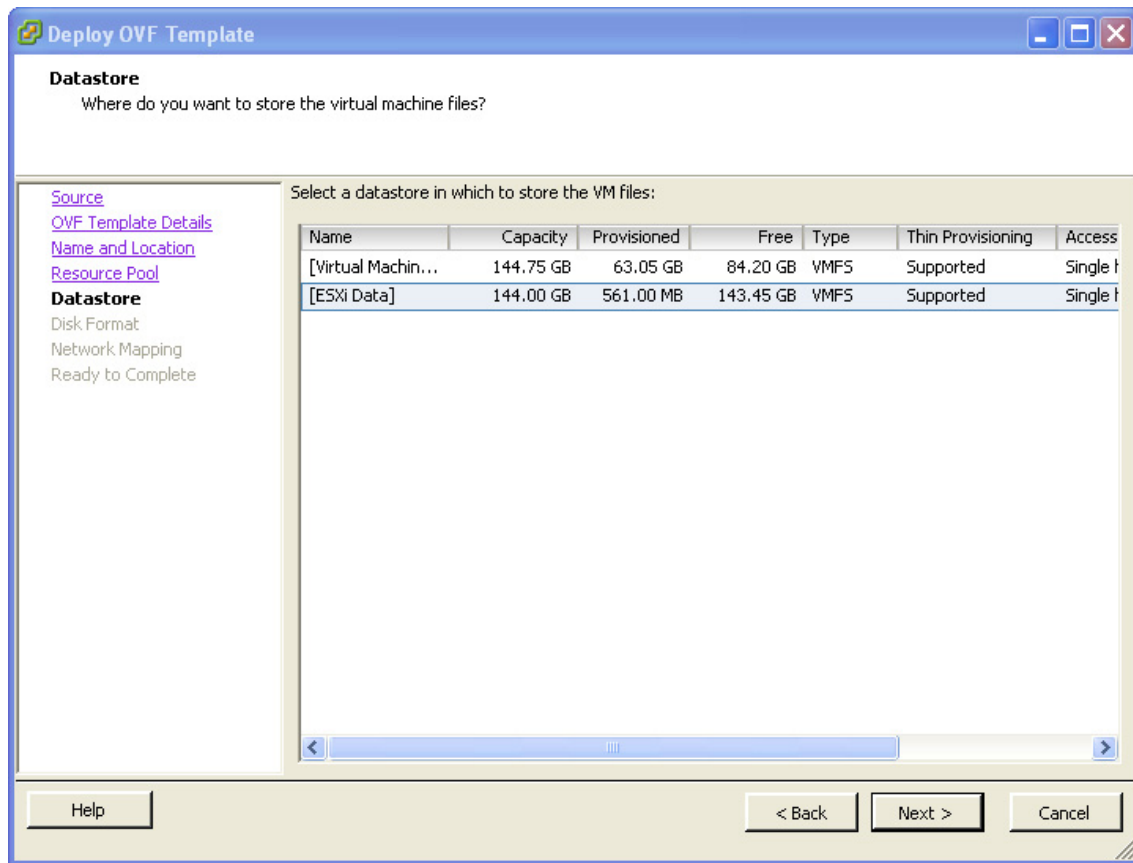 Deploy OVF Template
Datastore
Where do you want to store the virtual machine files?
Source
OVF Template Details
Name and Location
Resource Pool
Datastore
Disk Format
Network Mapping
Ready to Complete
Select a datastore in which to store the VM files:
Name Capacity Provisioned Free Type Thin Provisioning Access
[Virtual Machin... 144.75 GB 63.05 GB 84.20 GB VMFS Supported Single
[ESXi Data] 144.00 GB 561.00 MB 143.45 GB VMFS Supported Single
Help < Back Next > Cancel